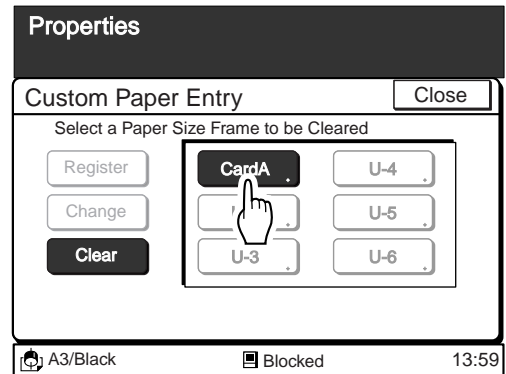 Properties
Custom Paper Entry Close
Select a Paper Size Frame to be Cleared
Register CardA U-4
Change U-5
Clear U-3 U-6
A3/Black Blocked 13:59